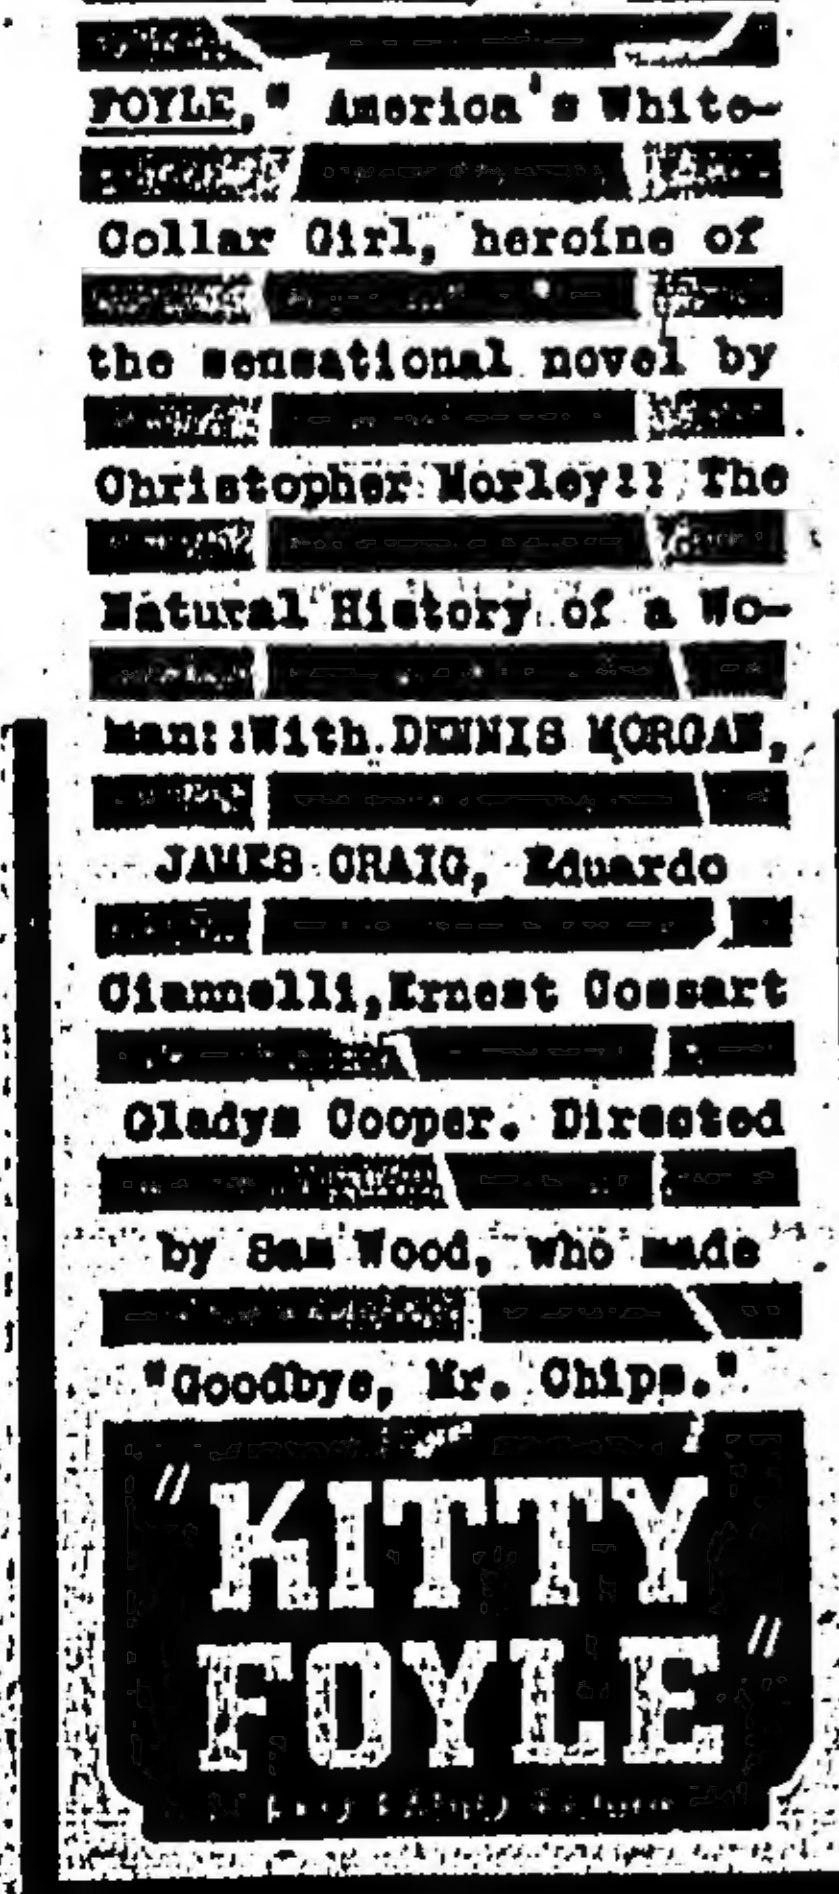 FOYLE," America's White-
Collar Girl, heroine of
the sensational novel by
Christopher Morley!! The
Natural History of a Wo-
man!!With DENNIS MORGAN,
JAMES CRAIG, Eduardo
Ciannelli,Ernest Cossart
Gladys Cooper. Directed
by Sam Wood, who made
"Goodbye, Mr. Chips."
"KITTY
FOYLE"